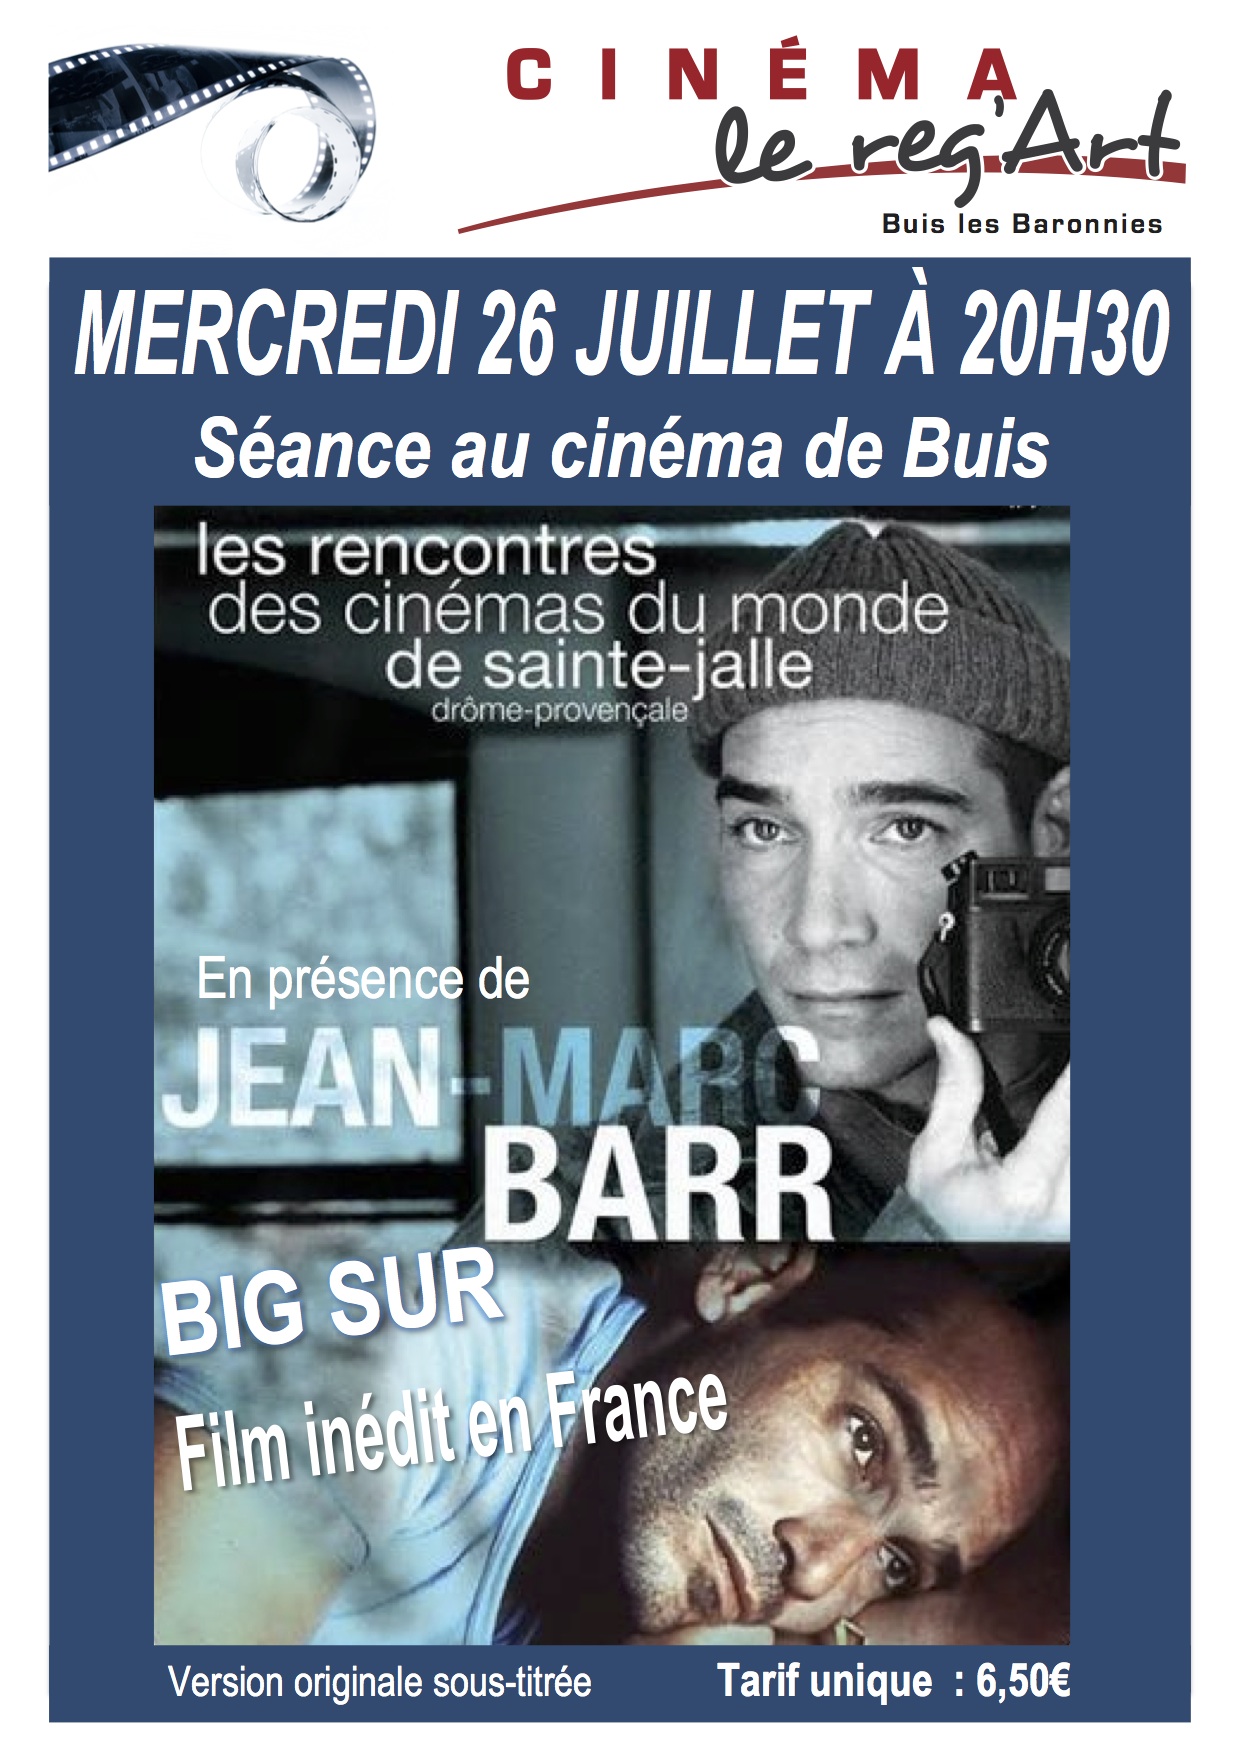 CINÉMA
le reg'Art
Buis les Baronnies
MERCREDI 26 JUILLET À 20H30
Séance au cinéma de Buis
les rencontres
des cinémas du monde
de sainte-jalle
drôme-provençale
En présence de
JEAN-MARC
BARR
BIG SUR
Film inédit en France
Version originale sous-titrée
Tarif unique : 6,50€